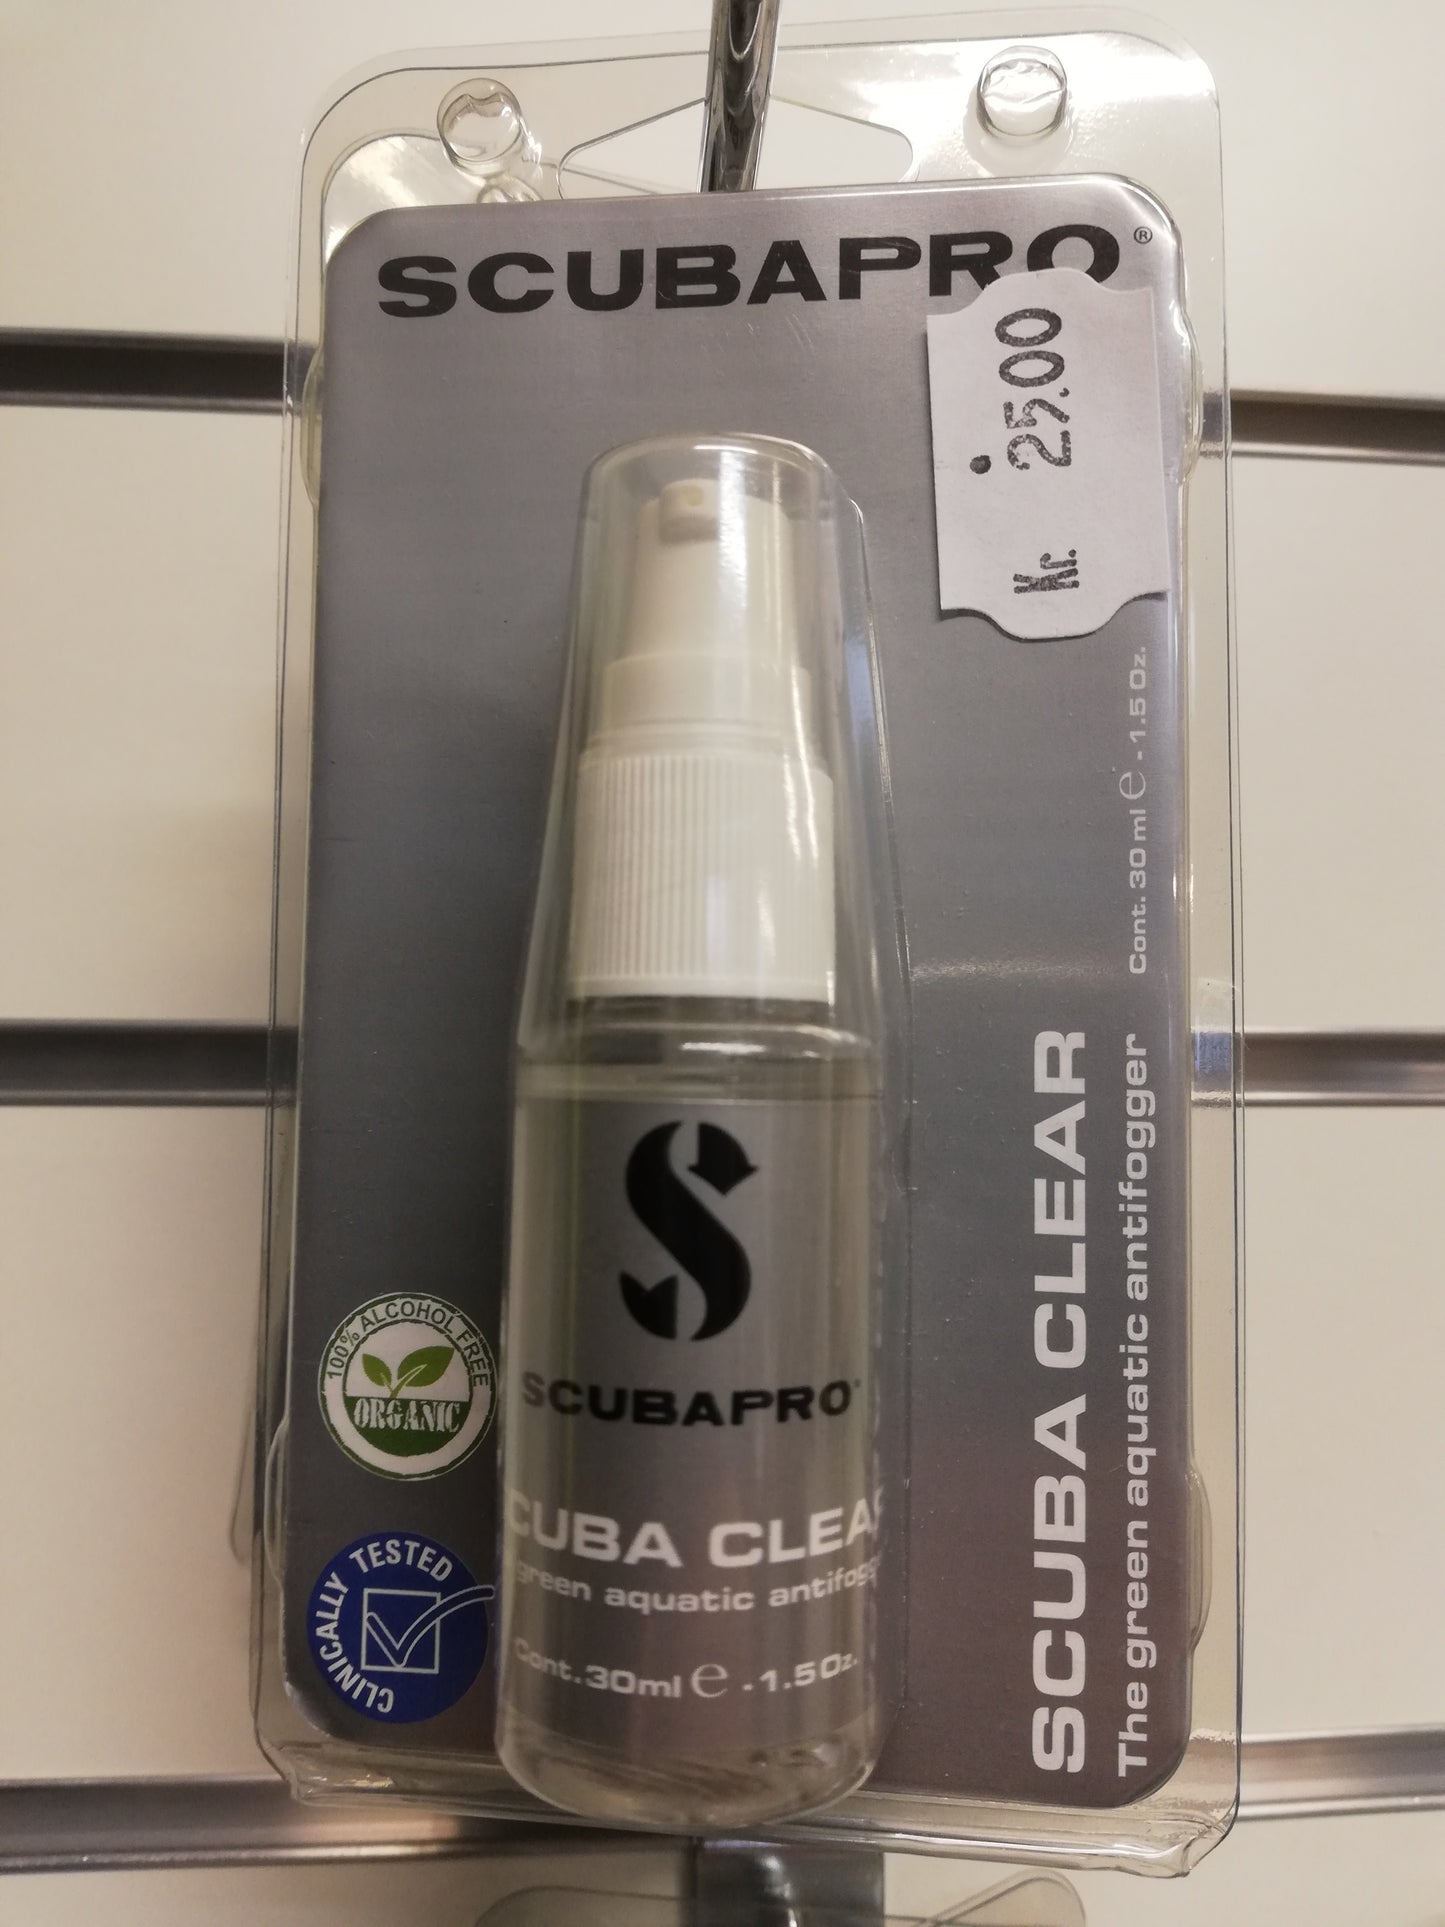 SCUBAPRO®
Kr. 25.00
Cont. 30 ml ℮ - 1.5 Oz.
SCUBA CLEAR
The green aquatic antifogger
100% ALCOHOL FREE
ORGANIC
CLINICALLY TESTED
S
SCUBAPRO
CUBA CLEA
green aquatic antifogg
Cont. 30ml ℮ - 1.5 Oz.